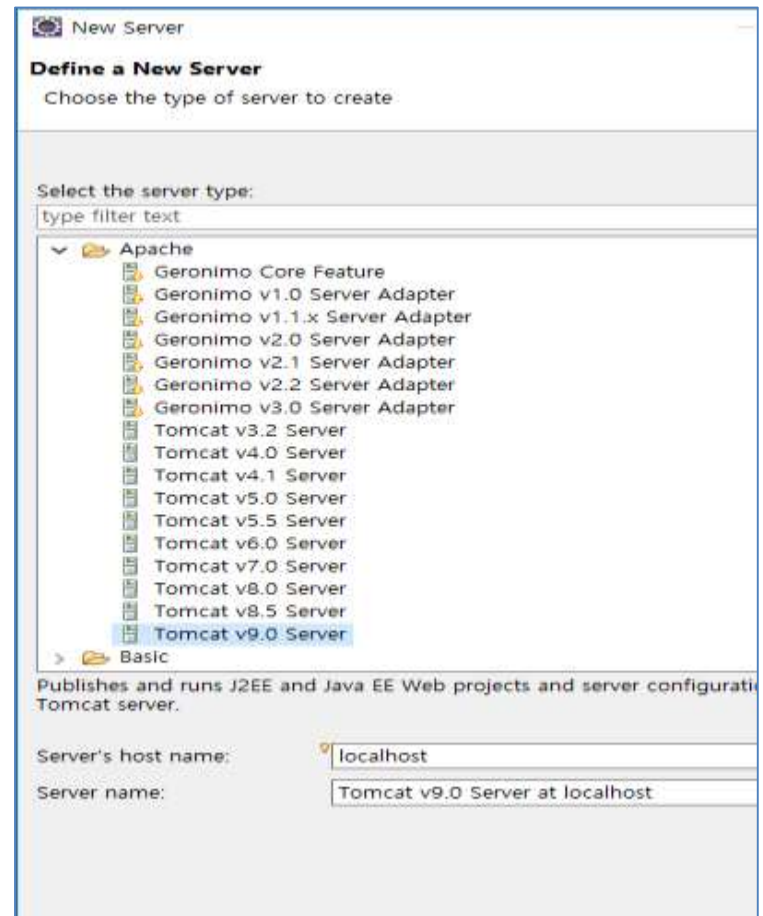 New Server
Define a New Server
Choose the type of server to create
Select the server type:
type filter text
Apache
Geronimo Core Feature
Geronimo v1.0 Server Adapter
Geronimo v1.1.x Server Adapter
Geronimo v2.0 Server Adapter
Geronimo v2.1 Server Adapter
Geronimo v2.2 Server Adapter
Geronimo v3.0 Server Adapter
Tomcat v3.2 Server
Tomcat v4.0 Server
Tomcat v4.1 Server
Tomcat v5.0 Server
Tomcat v5.5 Server
Tomcat v6.0 Server
Tomcat v7.0 Server
Tomcat v8.0 Server
Tomcat v8.5 Server
Tomcat v9.0 Server
Basic
Publishes and runs J2EE and Java EE Web projects and server configurati
Tomcat server.
Server's host name: localhost
Server name: Tomcat v9.0 Server at localhost